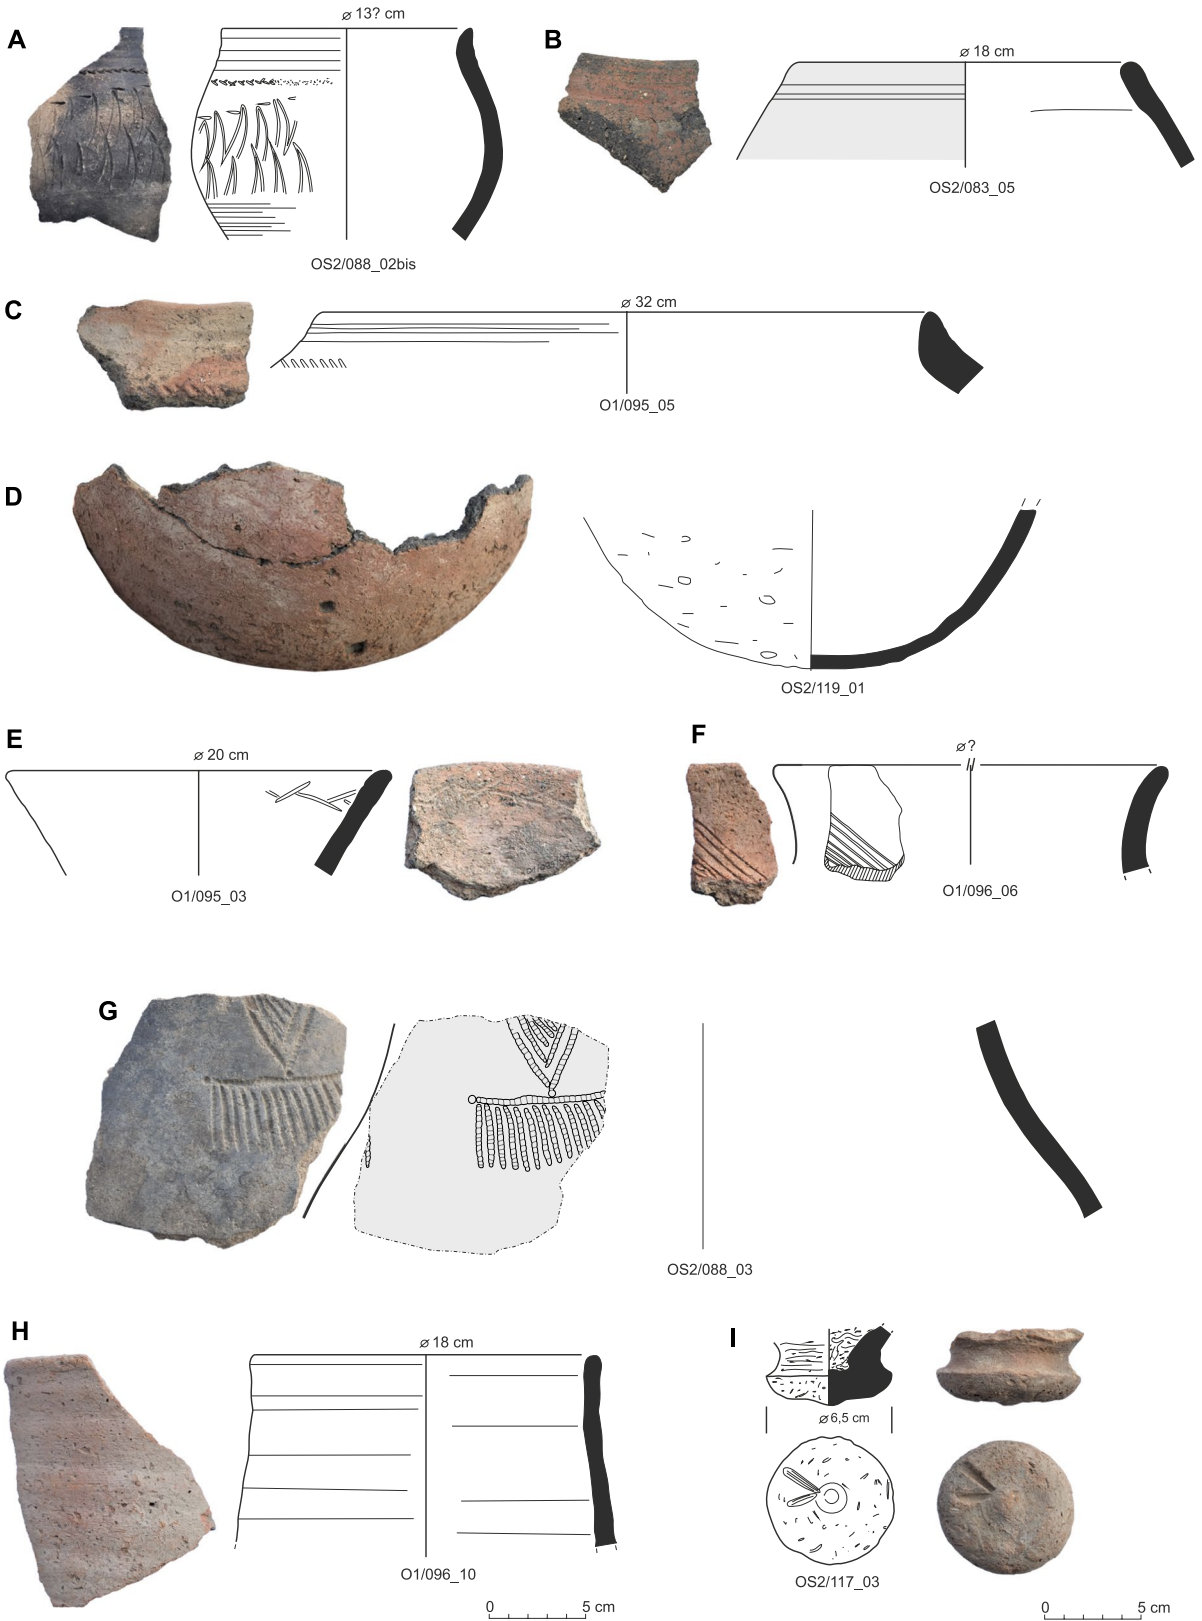 A
⌀ 13? cm
OS2/088_02bis
B
⌀ 18 cm
OS2/083_05
C
⌀ 32 cm
O1/095_05
D
OS2/119_01
E
⌀ 20 cm
O1/095_03
F
⌀ ?
O1/096_06
G
OS2/088_03
H
⌀ 18 cm
O1/096_10
0 5 cm
I
⌀ 6,5 cm
OS2/117_03
0 5 cm